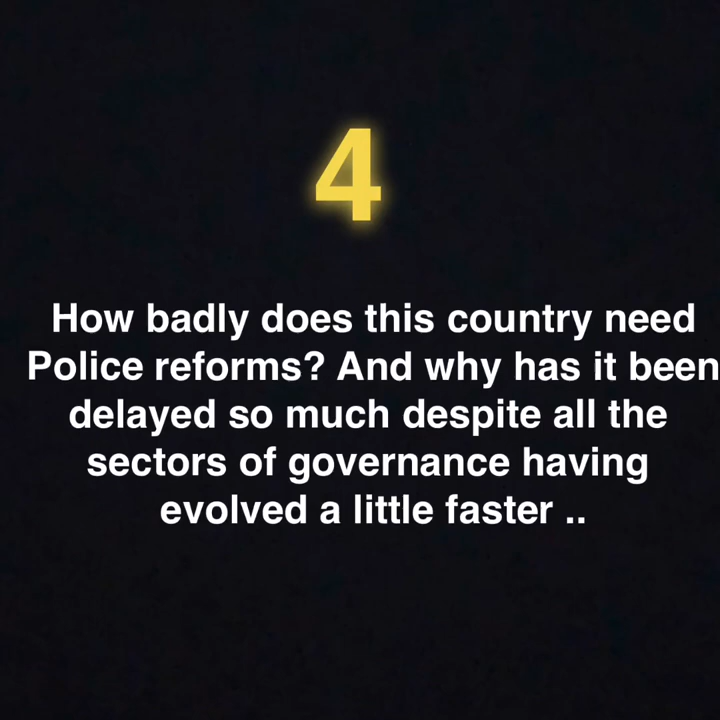 4
How badly does this country need
Police reforms? And why has it been
delayed so much despite all the
sectors of governance having
evolved a little faster ..